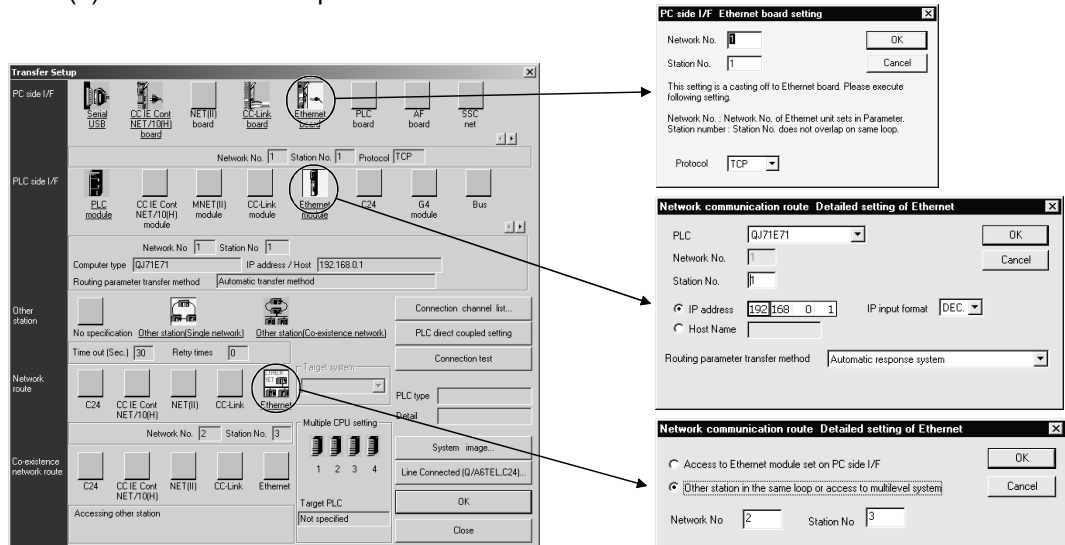 Transfer Setup
PC side I/F
Serial USB
CC IE Cont NET/10(H) board
NET(II) board
CC-Link board
Ethernet board
PLC board
AF board
SSC net
Network No. 1 Station No. 1 Protocol TCP
PLC side I/F
PLC module
CC IE Cont NET/10(H) module
MNET(II) module
CC-Link module
Ethernet module
C24
G4 module
Bus
Network No 1 Station No 1
Computer type QJ71E71 IP address / Host 192.168.0.1
Routing parameter transfer method Automatic transfer method
Other station
No specification
Other station(Single network)
Other station(Co-existence network)
Time out (Sec.) 30 Retry times 0
Connection channel list...
PLC direct coupled setting
Connection test
Network route
C24
CC IE Cont NET/10(H)
NET(II)
CC-Link
Ethernet
Network No. 2 Station No. 3
Target system
PLC type
Detail
Multiple CPU setting
1 2 3 4
Target PLC
Not specified
System image...
Line Connected (Q/A6TEL,C24)...
OK
Close
Co-existence network route
C24
CC IE Cont NET/10(H)
NET(II)
CC-Link
Ethernet
Accessing other station
PC side I/F Ethernet board setting
Network No. 1
Station No. 1
OK
Cancel
This setting is a casting off to Ethernet board. Please execute
following setting.
Network No. : Network No. of Ethernet unit sets in Parameter.
Station number : Station No. does not overlap on same loop.
Protocol TCP
Network communication route Detailed setting of Ethernet
PLC QJ71E71
Network No. 1
Station No. 1
OK
Cancel
IP address 192 168 0 1 IP input format DEC.
Host Name
Routing parameter transfer method Automatic response system
Network communication route Detailed setting of Ethernet
Access to Ethernet module set on PC side I/F
Other station in the same loop or access to multilevel system
Network No 2 Station No 3
OK
Cancel